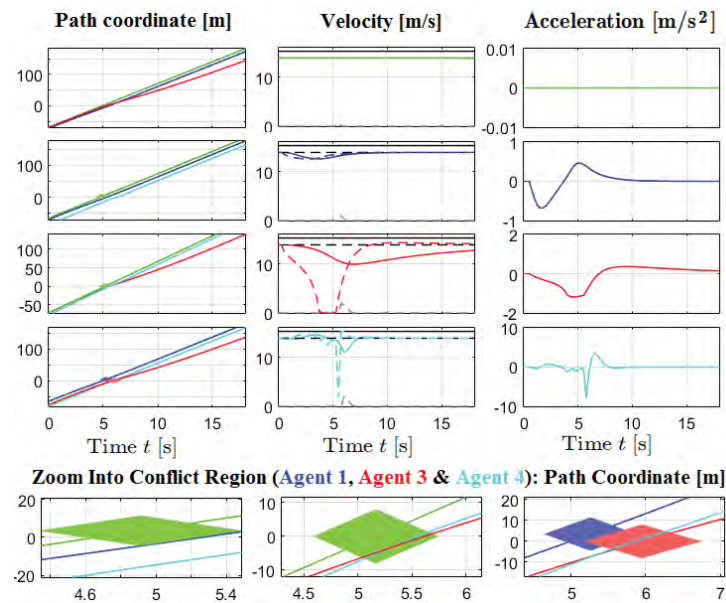 Path coordinate [m] Velocity [m/s] Acceleration [m/s²]
100 0
15 10 0
0.01 0 -0.01
100 0
10 0
1 0 -1
100 50 0 -50
10 0
2 0 -2
100 0
10 0
10 0 -10
0 5 10 15
0 5 10 15
0 5 10 15
Time t [s] Time t [s] Time t [s]
Zoom Into Conflict Region (Agent 1, Agent 3 & Agent 4): Path Coordinate [m]
20 10 0 -20
10 0 -10
20 10 0 -10
4.6 5 5.4
4.5 5 5.5 6
5 6 7